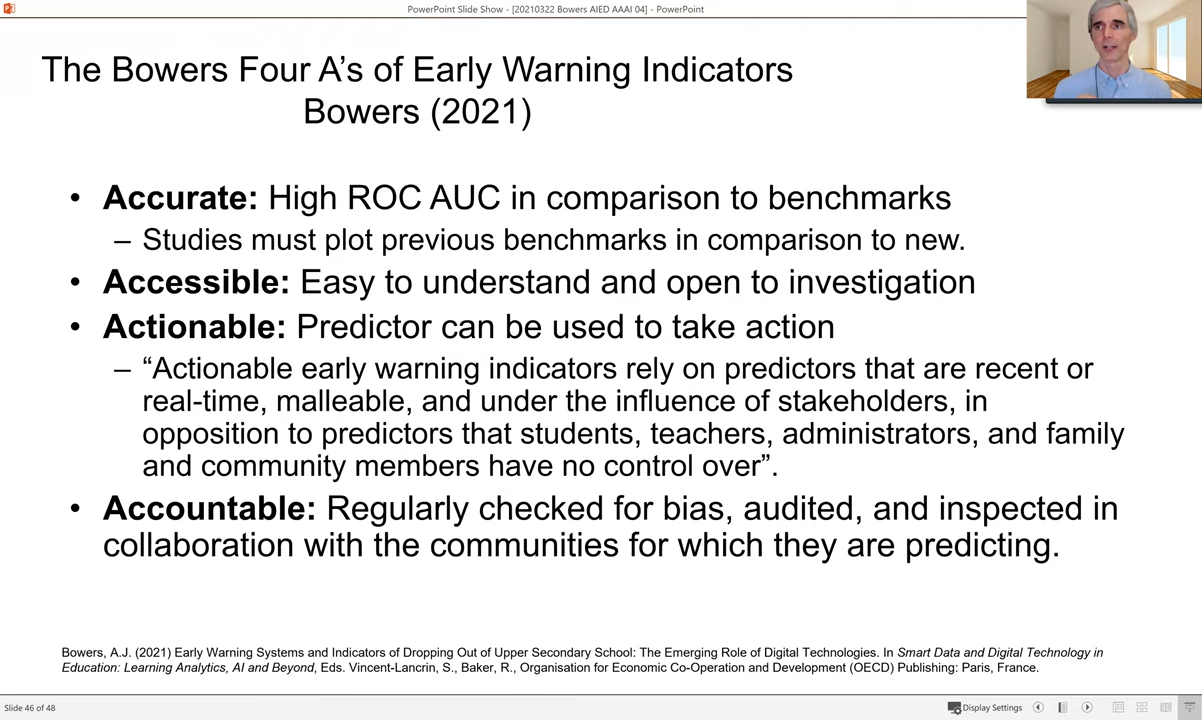 PowerPoint Slide Show - [20210322 Bowers AIED AAAI 04] - PowerPoint
The Bowers Four A’s of Early Warning Indicators
Bowers (2021)
• Accurate: High ROC AUC in comparison to benchmarks
– Studies must plot previous benchmarks in comparison to new.
• Accessible: Easy to understand and open to investigation
• Actionable: Predictor can be used to take action
– “Actionable early warning indicators rely on predictors that are recent or
real-time, malleable, and under the influence of stakeholders, in
opposition to predictors that students, teachers, administrators, and family
and community members have no control over”.
• Accountable: Regularly checked for bias, audited, and inspected in
collaboration with the communities for which they are predicting.
Bowers, A.J. (2021) Early Warning Systems and Indicators of Dropping Out of Upper Secondary School: The Emerging Role of Digital Technologies. In Smart Data and Digital Technology in
Education: Learning Analytics, AI and Beyond, Eds. Vincent-Lancrin, S., Baker, R., Organisation for Economic Co-Operation and Development (OECD) Publishing: Paris, France.
Slide 46 of 48
Display Settings